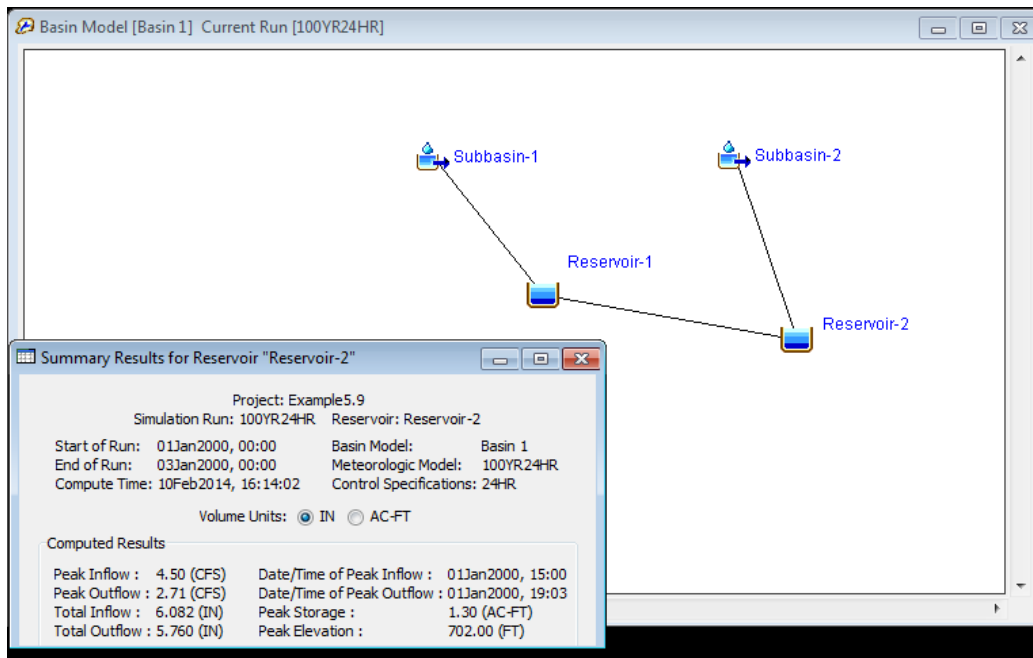 Basin Model [Basin 1] Current Run [100YR24HR]
Subbasin-1
Subbasin-2
Reservoir-1
Reservoir-2
Summary Results for Reservoir "Reservoir-2"
Project: Example5.9
Simulation Run: 100YR24HR Reservoir: Reservoir-2
Start of Run: 01Jan2000, 00:00 Basin Model: Basin 1
End of Run: 03Jan2000, 00:00 Meteorologic Model: 100YR24HR
Compute Time: 10Feb2014, 16:14:02 Control Specifications: 24HR
Volume Units: IN AC-FT
Computed Results
Peak Inflow : 4.50 (CFS) Date/Time of Peak Inflow : 01Jan2000, 15:00
Peak Outflow : 2.71 (CFS) Date/Time of Peak Outflow : 01Jan2000, 19:03
Total Inflow : 6.082 (IN) Peak Storage : 1.30 (AC-FT)
Total Outflow : 5.760 (IN) Peak Elevation : 702.00 (FT)